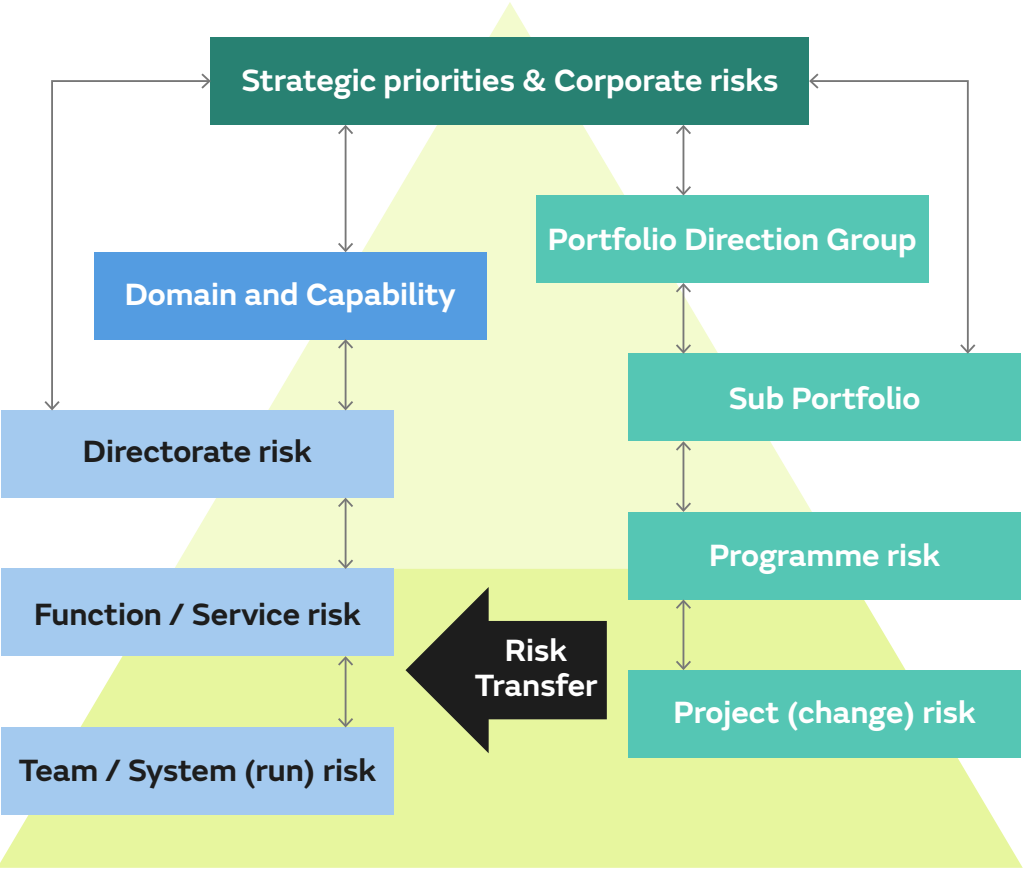 Strategic priorities & Corporate risks
Portfolio Direction Group
Domain and Capability
Sub Portfolio
Directorate risk
Programme risk
Function / Service risk
Risk
Transfer
Project (change) risk
Team / System (run) risk